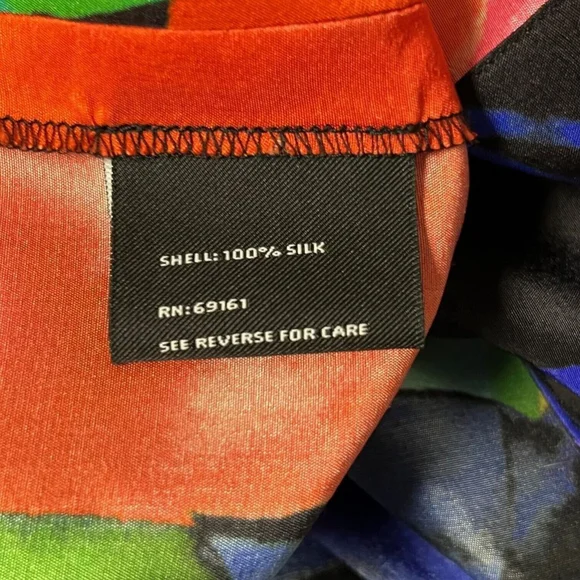 SHELL: 100% SILK
RN: 69161
SEE REVERSE FOR CARE